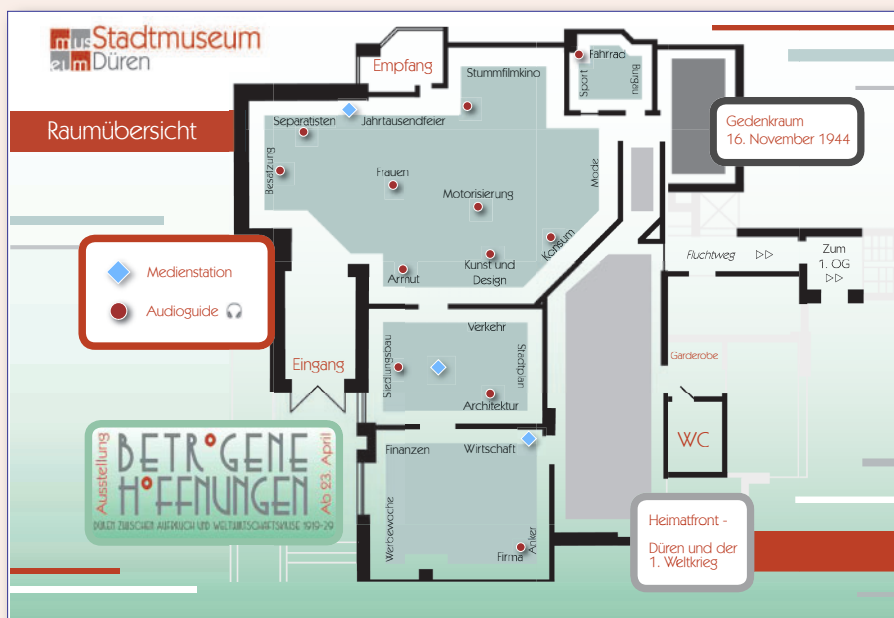 mus Stadtmuseum
eum Düren
Raumübersicht
Empfang
Stummfilmkino
Fahrrad
Sport
Burgau
Separatisten
Jahrtausendfeier
Gedenkraum
16. November 1944
Besatzung
Frauen
Motorisierung
Mode
Konsum
Armut
Kunst und
Design
Medienstation
Audioguide
Fluchtweg
Zum
1. OG
Eingang
Verkehr
Siedlungsbau
Stadtplan
Architektur
Garderobe
WC
Ausstellung
BETROGENE
HOFFNUNGEN
Ab 23. April
DÜREN ZWISCHEN AUFBRUCH UND WELTWIRTSCHAFTSKRISE 1919-29
Finanzen
Wirtschaft
Werbewoche
Firma
Anker
Heimatfront -
Düren und der
1. Weltkrieg